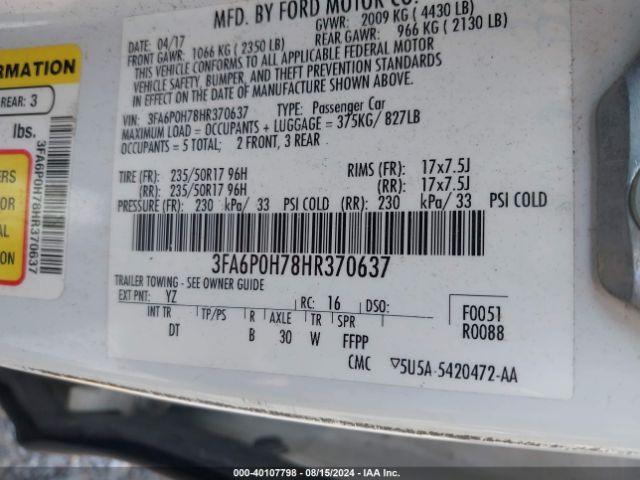 MFD. BY FORD MOTOR CO.
DATE: 04/17 GVWR: 2009 KG ( 4430 LB)
FRONT GAWR: 1066 KG ( 2350 LB) REAR GAWR: 966 KG ( 2130 LB)
THIS VEHICLE CONFORMS TO ALL APPLICABLE FEDERAL MOTOR
VEHICLE SAFETY, BUMPER, AND THEFT PREVENTION STANDARDS
IN EFFECT ON THE DATE OF MANUFACTURE SHOWN ABOVE.
VIN: 3FA6P0H78HR370637 TYPE: Passenger Car
MAXIMUM LOAD = OCCUPANTS + LUGGAGE = 375KG/ 827LB
OCCUPANTS = 5 TOTAL; 2 FRONT, 3 REAR
TIRE (FR): 235/50R17 96H RIMS (FR): 17x7.5J
(RR): 235/50R17 96H (RR): 17x7.5J
PRESSURE (FR): 230 kPa/ 33 PSI COLD (RR): 230 kPa/ 33 PSI COLD
3FA6P0H78HR370637
TRAILER TOWING - SEE OWNER GUIDE
EXT PNT: YZ RC: 16 DSO:
INT TR TP/PS R AXLE TR SPR
DT B 30 W FFPP
F0051
R0088
CMC ▽5U5A-5420472-AA
REAR: 3
lbs.
3FA6P0H78HR370637
COPART: 40107798 - 08/15/2024 - IAA Inc.